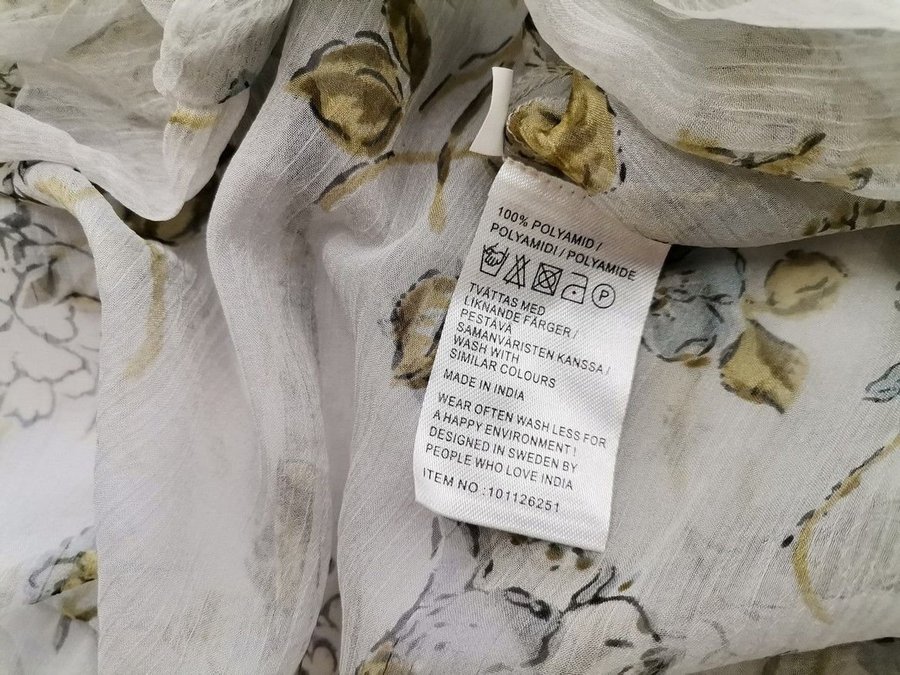 100% POLYAMID /
POLYAMIDI / POLYAMIDE
P
TVÄTTAS MED
LIKNANDE FÄRGER /
PESTÄVÄ
SAMANVÄRISTEN KANSSA /
WASH WITH
SIMILAR COLOURS
MADE IN INDIA
WEAR OFTEN WASH LESS FOR
A HAPPY ENVIRONMENT !
DESIGNED IN SWEDEN BY
PEOPLE WHO LOVE INDIA
ITEM NO :101126251